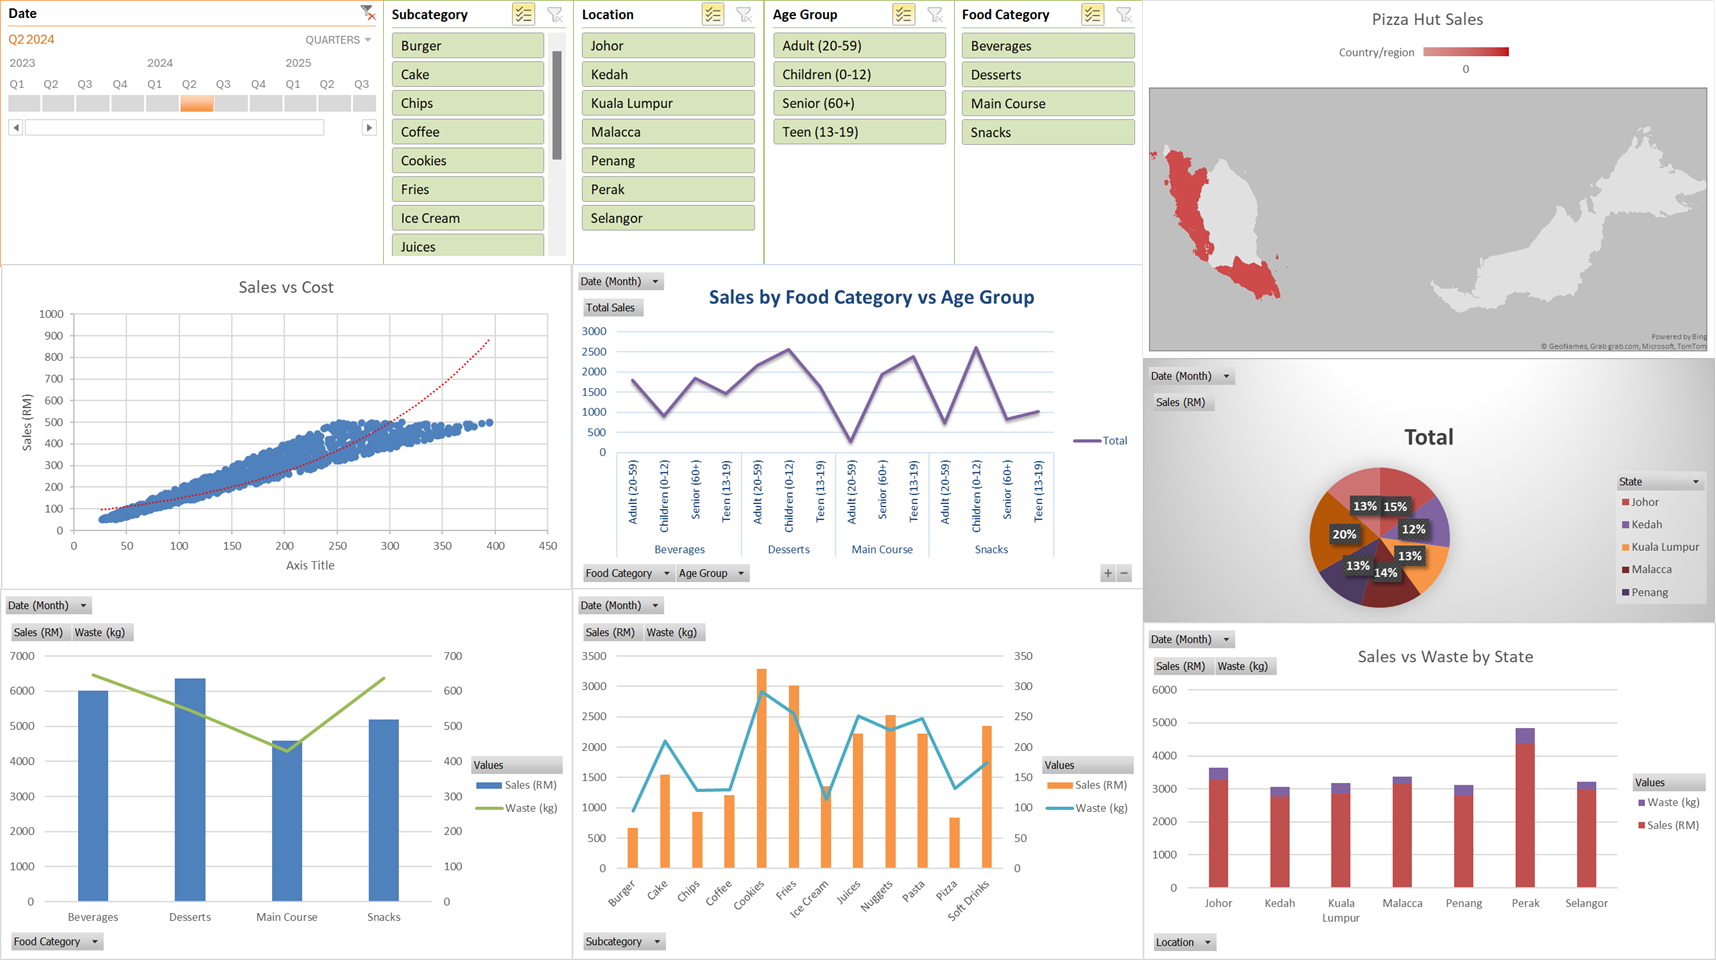 Date
Q2 2024
QUARTERS
2023 2024 2025
Q1 Q2 Q3 Q4 Q1 Q2 Q3 Q4 Q1 Q2 Q3
Subcategory
Burger
Cake
Chips
Coffee
Cookies
Fries
Ice Cream
Juices
Location
Johor
Kedah
Kuala Lumpur
Malacca
Penang
Perak
Selangor
Age Group
Adult (20-59)
Children (0-12)
Senior (60+)
Teen (13-19)
Food Category
Beverages
Desserts
Main Course
Snacks
Pizza Hut Sales
Country/region
0
Powered by Bing
© GeoNames, Grab grab.com, Microsoft, TomTom
Sales vs Cost
Sales (RM)
1000
900
800
700
600
500
400
300
200
100
0
0 50 100 150 200 250 300 350 400 450
Axis Title
Date (Month)
Total Sales
Sales by Food Category vs Age Group
3000
2500
2000
1500
1000
500
0
Total
Adult (20-59)
Children (0-12)
Senior (60+)
Teen (13-19)
Adult (20-59)
Children (0-12)
Teen (13-19)
Adult (20-59)
Senior (60+)
Teen (13-19)
Adult (20-59)
Children (0-12)
Senior (60+)
Teen (13-19)
Beverages Desserts Main Course Snacks
Food Category Age Group
Date (Month)
Sales (RM)
Total
13% 15%
12%
20%
13%
13%
14%
State
Johor
Kedah
Kuala Lumpur
Malacca
Penang
Date (Month)
Sales (RM) Waste (kg)
7000
6000
5000
4000
3000
2000
1000
0
700
600
500
400
300
200
100
0
Values
Sales (RM)
Waste (kg)
Beverages Desserts Main Course Snacks
Food Category
Date (Month)
Sales (RM) Waste (kg)
3500
3000
2500
2000
1500
1000
500
0
350
300
250
200
150
100
50
0
Values
Sales (RM)
Waste (kg)
Burger
Cake
Chips
Coffee
Cookies
Fries
Ice Cream
Juices
Nuggets
Pasta
Pizza
Soft Drinks
Subcategory
Date (Month)
Sales (RM) Waste (kg)
Sales vs Waste by State
6000
5000
4000
3000
2000
1000
0
Values
Waste (kg)
Sales (RM)
Johor Kedah Kuala Lumpur Malacca Penang Perak Selangor
Location